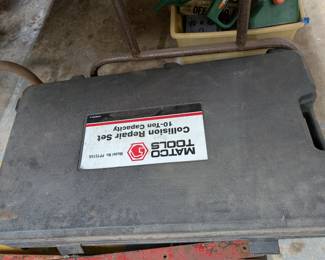 MATCO
TOOLS
Collision Repair Set
10-Ton Capacity